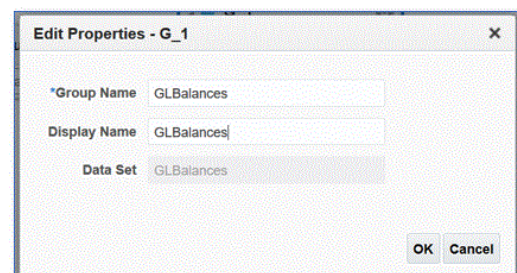 Edit Properties - G_1
*Group Name GLBalances
Display Name GLBalances
Data Set GLBalances
OK Cancel